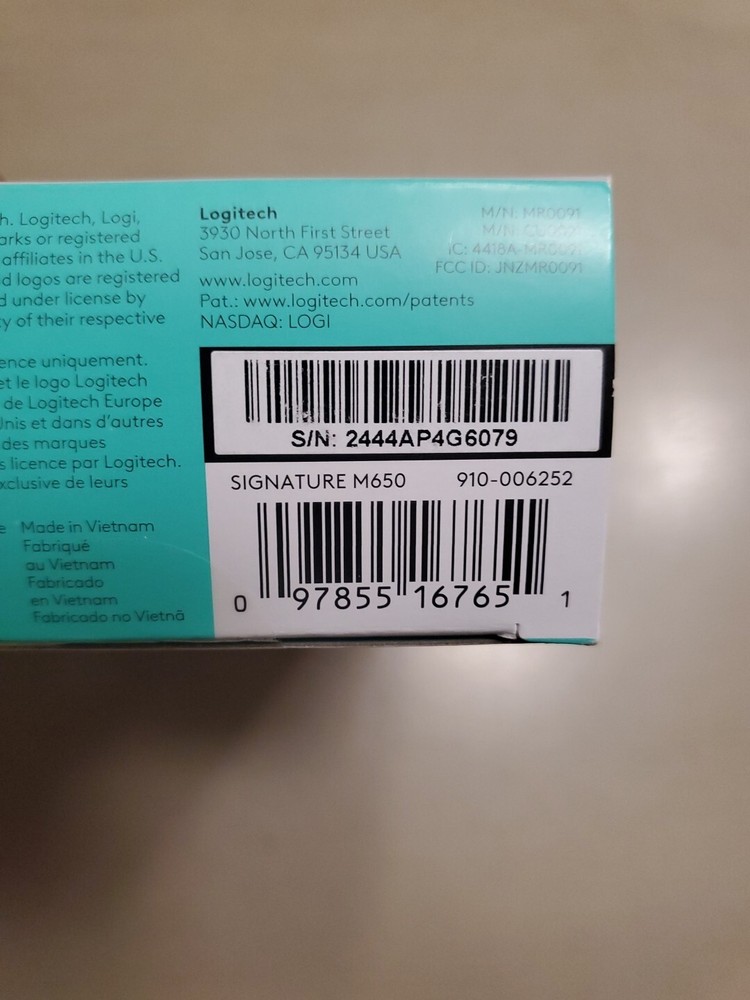 h. Logitech, Logi,
arks or registered
affiliates in the U.S.
d logos are registered
d under license by
y of their respective
ence uniquement.
et le logo Logitech
de Logitech Europe
Unis et dans d'autres
des marques
s licence par Logitech.
xclusive de leurs
e Made in Vietnam
Fabriqué
au Vietnam
Fabricado
en Vietnam
Fabricado no Vietnã
Logitech
3930 North First Street
San Jose, CA 95134 USA
www.logitech.com
Pat.: www.logitech.com/patents
NASDAQ: LOGI
M/N: MR0091
M/N:
IC: 4418A-MR0091
FCC ID: JNZMR0091
S/N: 2444AP4G6079
SIGNATURE M650 910-006252
0 97855 16765 1